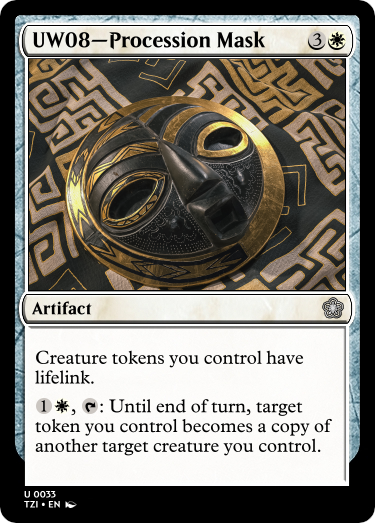 UW08—Procession Mask 3
Artifact
Creature tokens you control have
lifelink.
1, : Until end of turn, target
token you control becomes a copy of
another target creature you control.
U 0033
TZI • EN